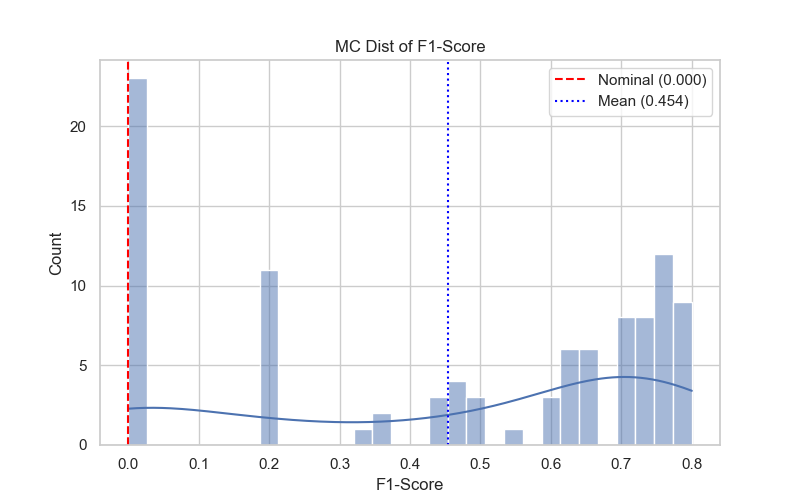 MC Dist of F1-Score
Nominal (0.000)
Mean (0.454)
Count
20
15
10
5
0
0.0 0.1 0.2 0.3 0.4 0.5 0.6 0.7 0.8
F1-Score